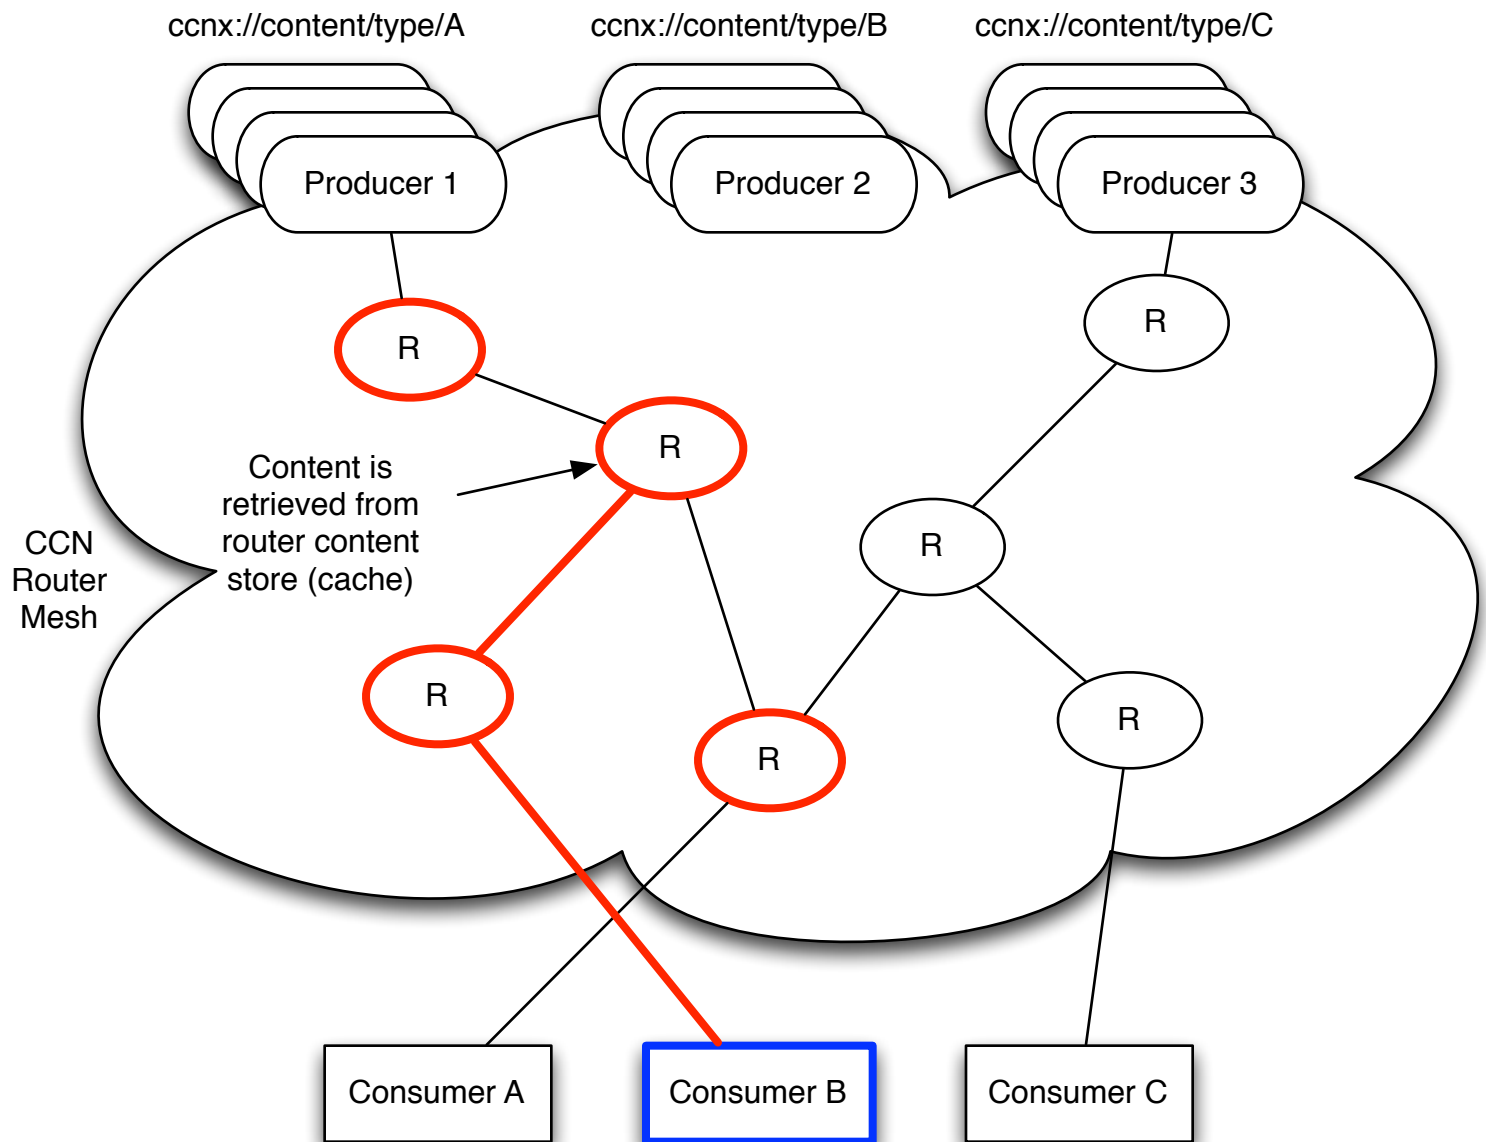 ccnx://content/type/A
ccnx://content/type/B
ccnx://content/type/C
Producer 1
Producer 2
Producer 3
R
R
R
Content is
retrieved from
router content
store (cache)
CCN
Router
Mesh
R
R
R
R
Consumer A
Consumer B
Consumer C